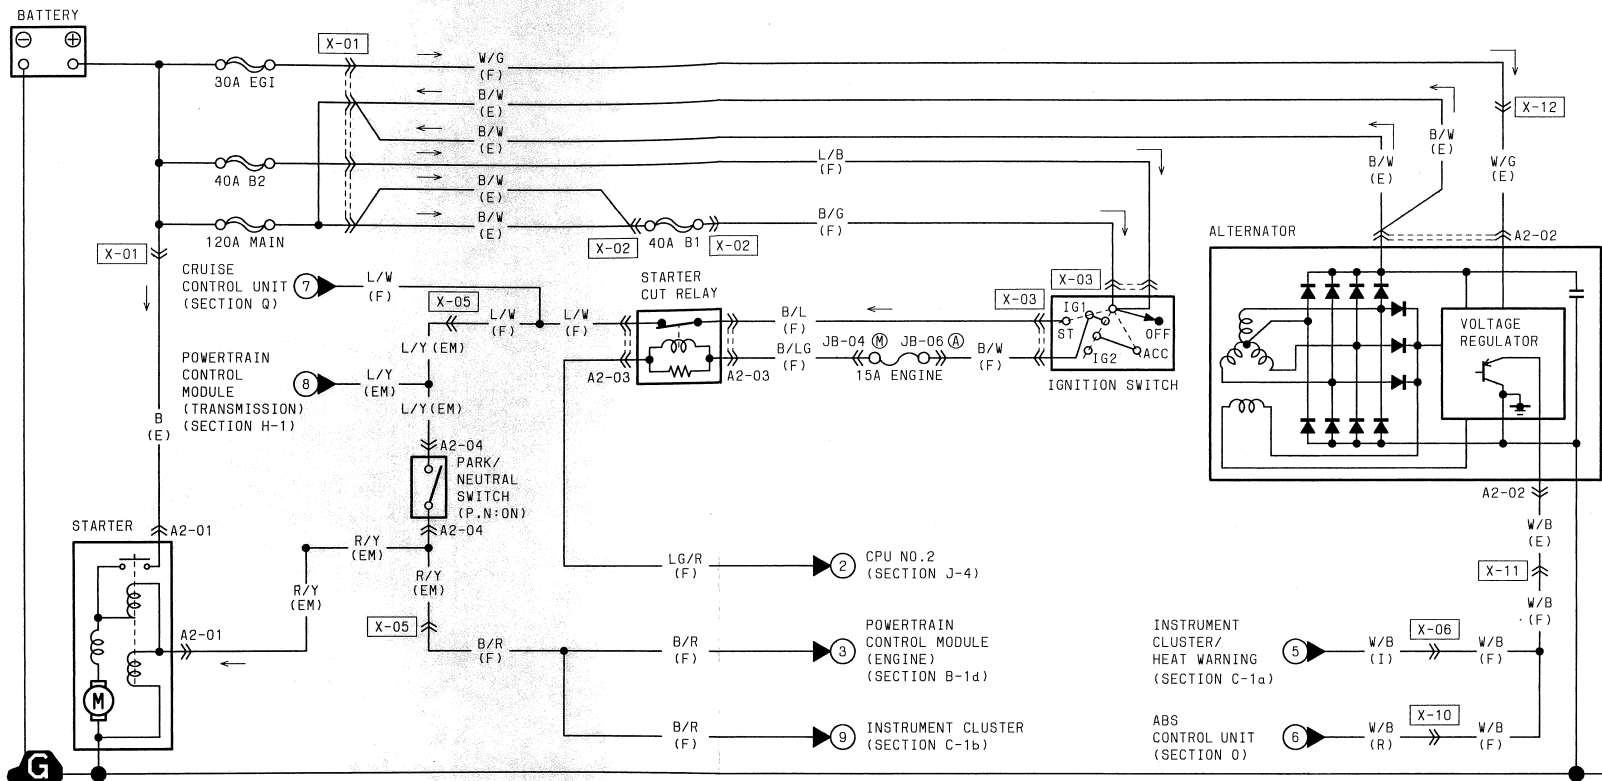 BATTERY
X-01
30A EGI
W/G
(F)
B/W
(E)
X-12
B/W
(E)
B/W
(E)
B/W
(E)
W/G
(E)
40A B2
L/B
(F)
B/W
(E)
120A MAIN
B/W
(E)
X-02
40A B1
X-02
B/G
(F)
ALTERNATOR
A2-02
X-01
CRUISE
CONTROL UNIT
(SECTION Q)
7
L/W
(F)
X-05
L/W
(F)
L/W
(F)
STARTER
CUT RELAY
X-03
X-03
B/L
(F)
IG1
ST
OFF
IG2
ACC
IGNITION SWITCH
VOLTAGE
REGULATOR
L/Y(EM)
B/LG
(F)
JB-04 M
JB-06 A
15A ENGINE
B/W
(F)
A2-03
A2-03
POWERTRAIN
CONTROL
MODULE
(TRANSMISSION)
(SECTION H-1)
8
L/Y
(EM)
L/Y(EM)
B
(E)
A2-04
PARK/
NEUTRAL
SWITCH
(P.N:ON)
A2-04
A2-02
STARTER
A2-01
R/Y
(EM)
R/Y
(EM)
R/Y
(EM)
W/B
(E)
X-11
W/B
(F)
LG/R
(F)
2
CPU NO.2
(SECTION J-4)
A2-01
X-05
B/R
(F)
B/R
(F)
3
POWERTRAIN
CONTROL MODULE
(ENGINE)
(SECTION B-1d)
INSTRUMENT
CLUSTER/
HEAT WARNING
(SECTION C-1a)
5
W/B
(I)
X-06
W/B
(F)
M
B/R
(F)
9
INSTRUMENT CLUSTER
(SECTION C-1b)
ABS
CONTROL UNIT
(SECTION O)
6
W/B
(R)
X-10
W/B
(F)
G